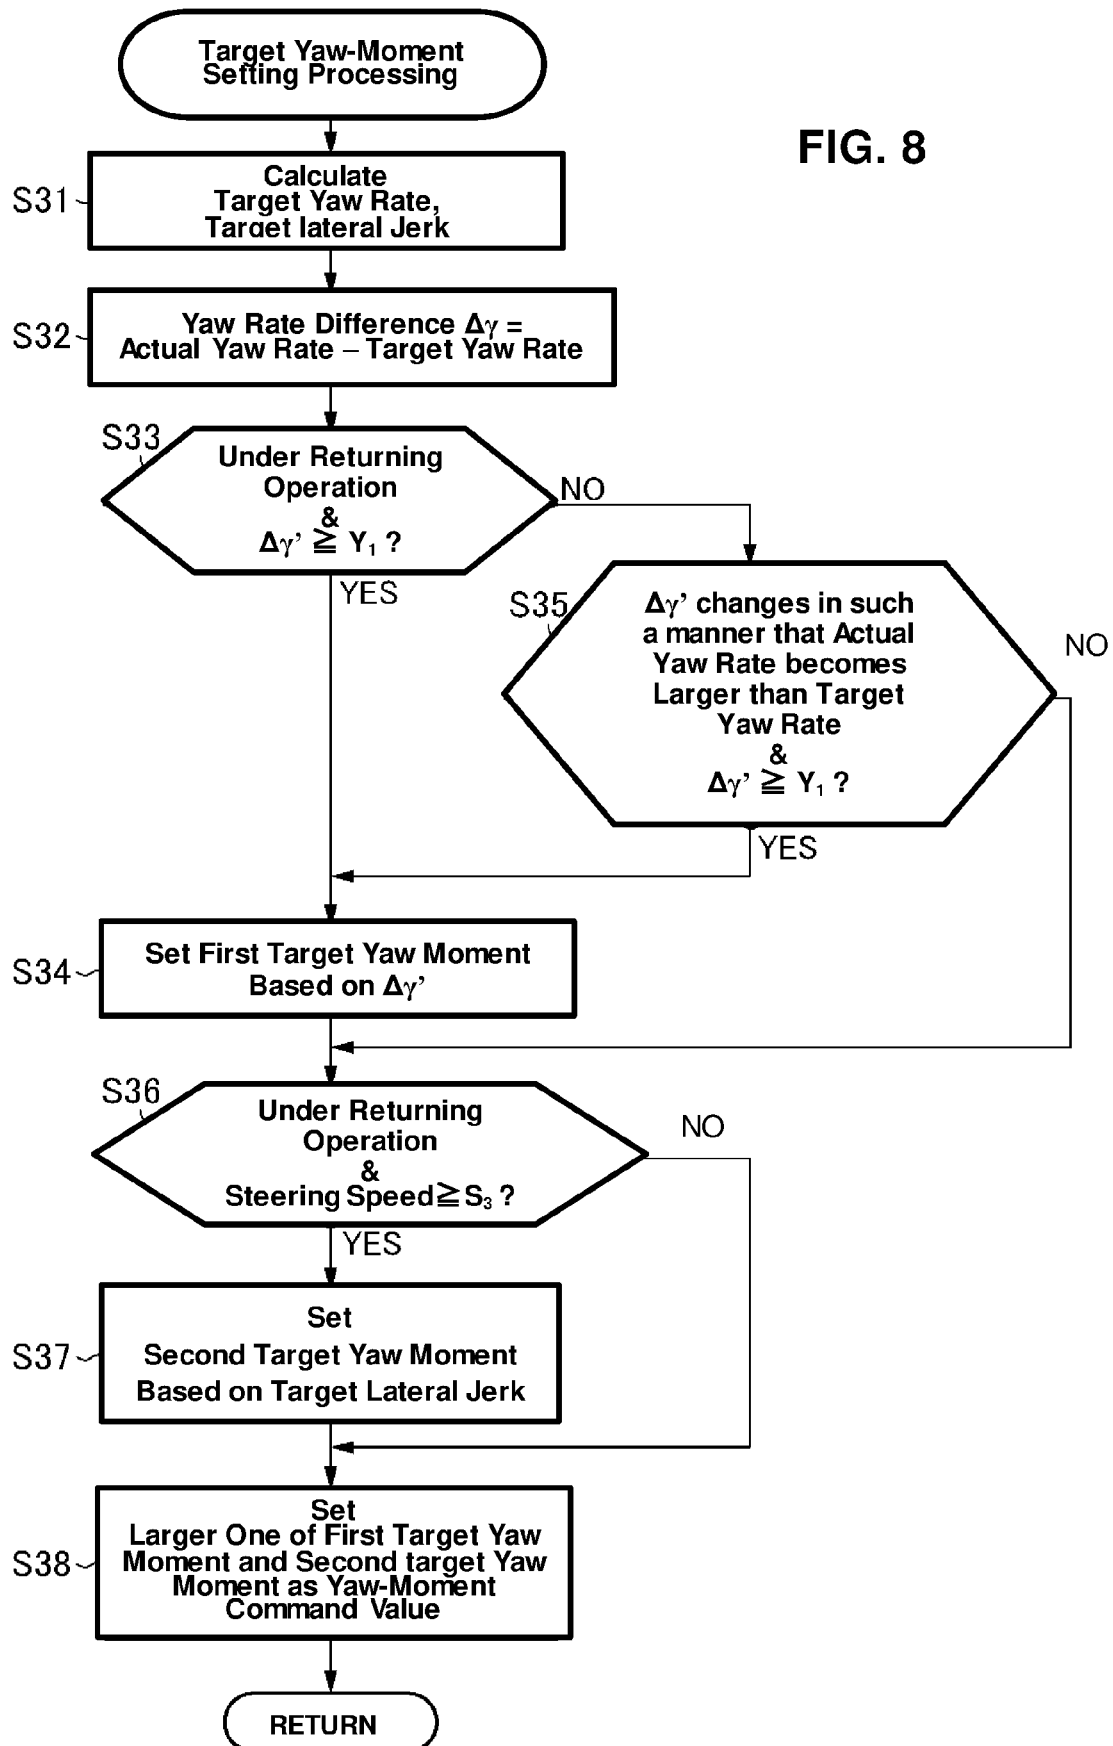 Target Yaw-Moment
Setting Processing
FIG. 8
S31
Calculate
Target Yaw Rate,
Target lateral Jerk
S32
Yaw Rate Difference Δγ =
Actual Yaw Rate – Target Yaw Rate
S33
Under Returning
Operation
&
Δγ’ ≧ Y₁ ?
NO
YES
S35
Δγ’ changes in such
a manner that Actual
Yaw Rate becomes
Larger than Target
Yaw Rate
&
Δγ’ ≧ Y₁ ?
NO
YES
S34
Set First Target Yaw Moment
Based on Δγ’
S36
Under Returning
Operation
&
Steering Speed≧S₃ ?
NO
YES
S37
Set
Second Target Yaw Moment
Based on Target Lateral Jerk
S38
Set
Larger One of First Target Yaw
Moment and Second target Yaw
Moment as Yaw-Moment
Command Value
RETURN